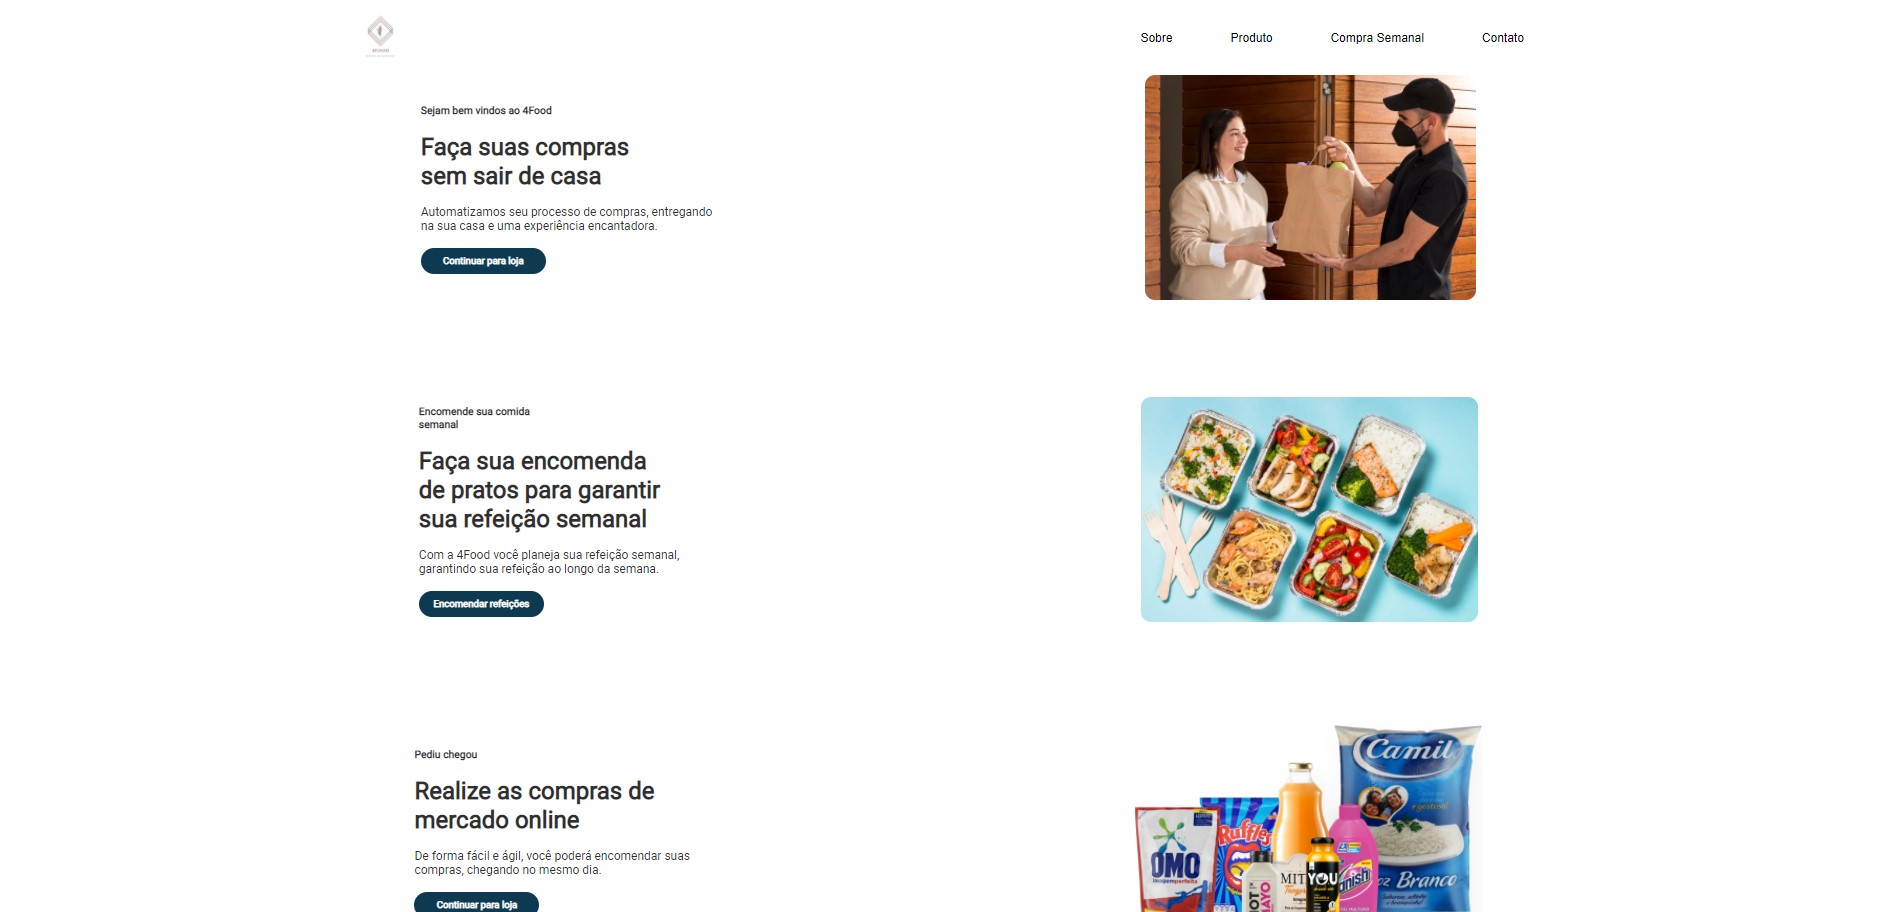 4FOOD
Sobre
Produto
Compra Semanal
Contato
Sejam bem vindos ao 4Food
Faça suas compras
sem sair de casa
Automatizamos seu processo de compras, entregando
na sua casa e uma experiência encantadora.
Continuar para loja
Encomende sua comida
semanal
Faça sua encomenda
de pratos para garantir
sua refeição semanal
Com a 4Food você planeja sua refeição semanal,
garantindo sua refeição ao longo da semana.
Encomendar refeições
Pediu chegou
Realize as compras de
mercado online
De forma fácil e ágil, você poderá encomendar suas
compras, chegando no mesmo dia.
Continuar para loja
Camil
Ruffles
OMO
YOU
MAYO
Branco